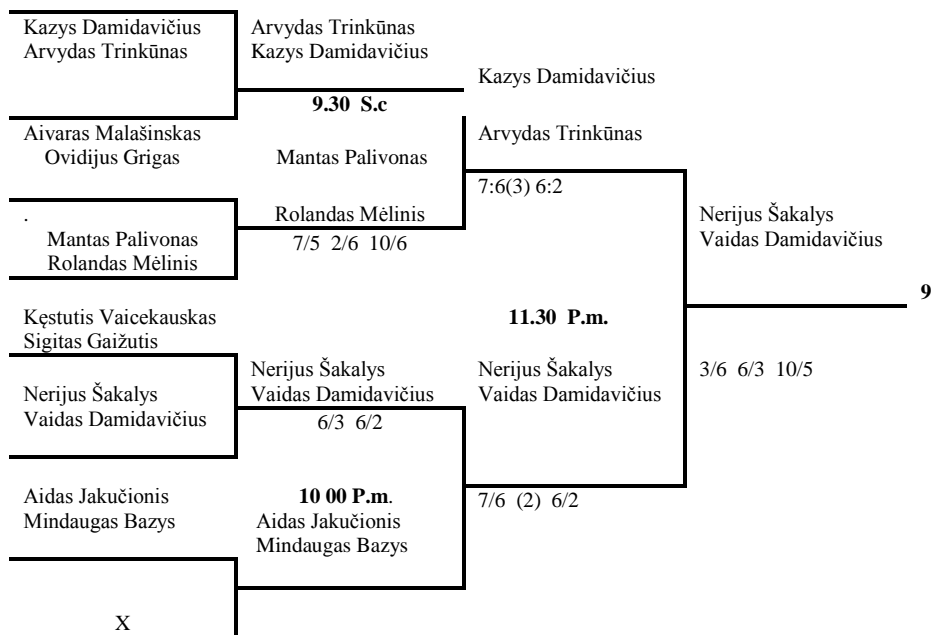 Kazys Damidavičius
Arvydas Trinkūnas
Arvydas Trinkūnas
Kazys Damidavičius
Kazys Damidavičius
9.30 S.c
Aivaras Malašinskas
Ovidijus Grigas
Mantas Palivonas
Arvydas Trinkūnas
7:6(3) 6:2
.
Mantas Palivonas
Rolandas Mėlinis
Rolandas Mėlinis
7/5 2/6 10/6
Nerijus Šakalys
Vaidas Damidavičius
9
Kęstutis Vaicekauskas
Sigitas Gaižutis
11.30 P.m.
Nerijus Šakalys
Vaidas Damidavičius
Nerijus Šakalys
Vaidas Damidavičius
6/3 6/2
Nerijus Šakalys
Vaidas Damidavičius
3/6 6/3 10/5
Aidas Jakučionis
Mindaugas Bazys
10 00 P.m.
Aidas Jakučionis
Mindaugas Bazys
7/6 (2) 6/2
X